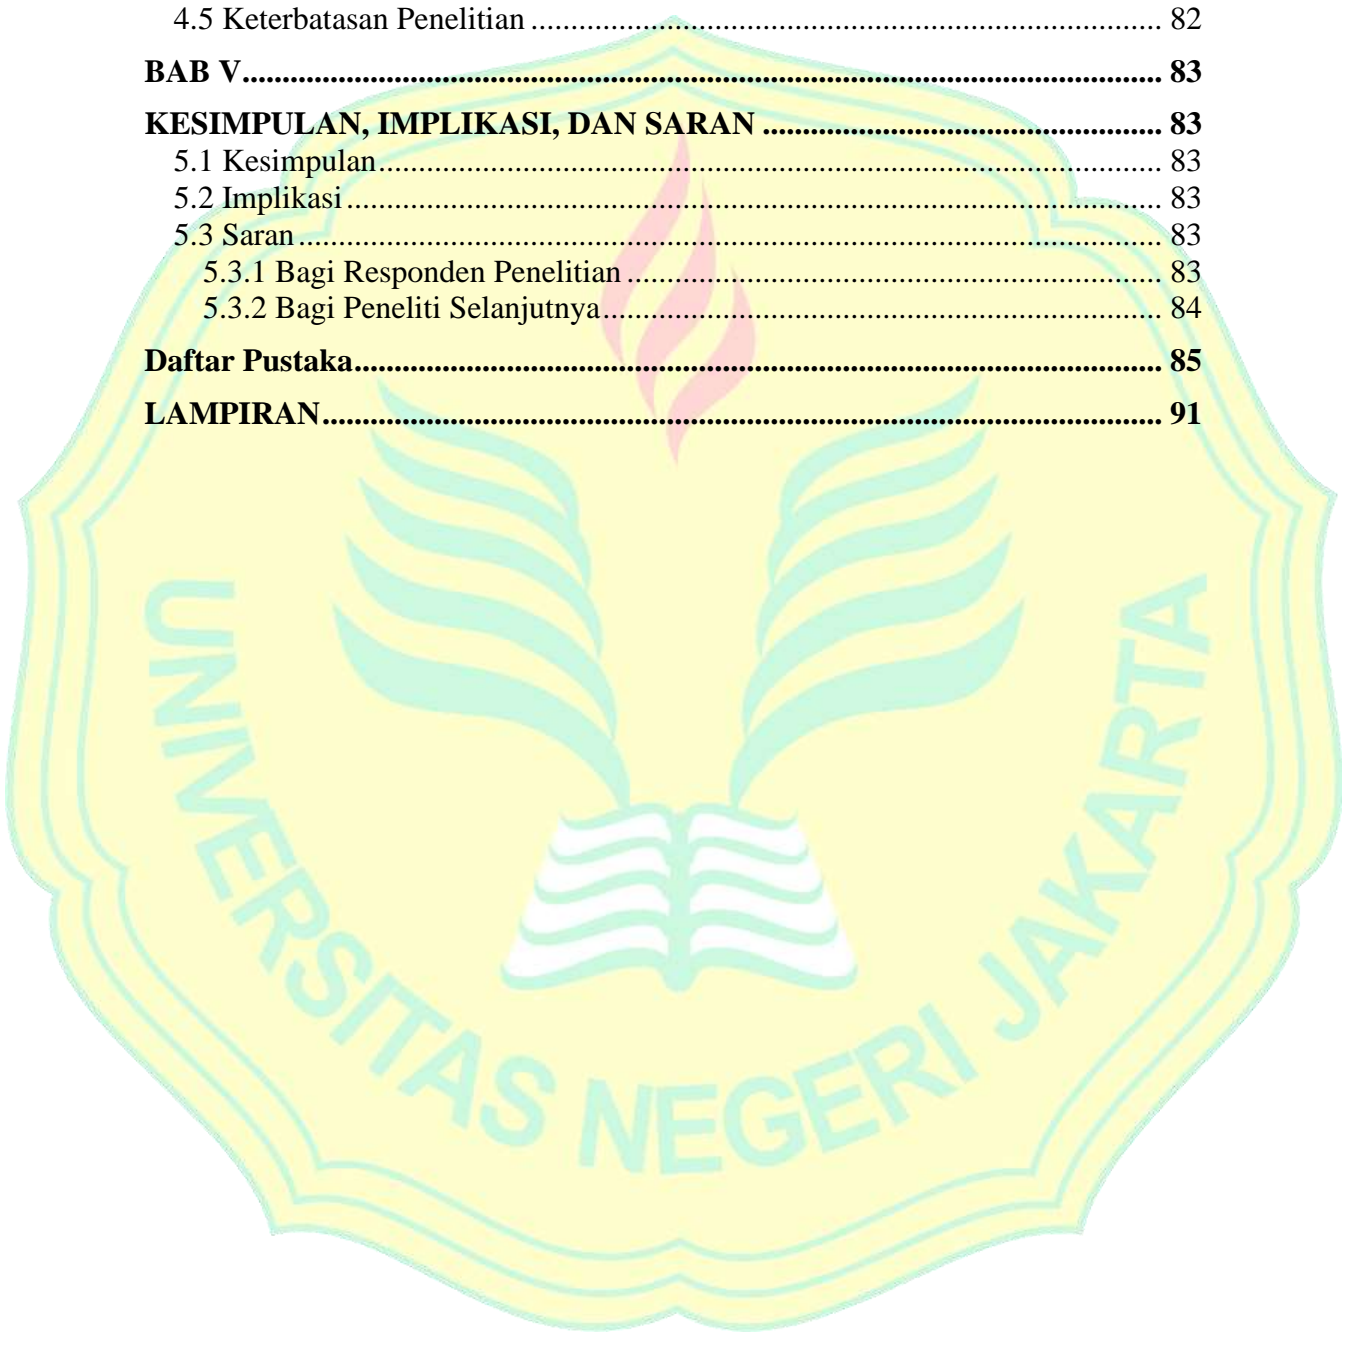 4.5 Keterbatasan Penelitian ........................................................................... 82
BAB V.................................................................................................................. 83
KESIMPULAN, IMPLIKASI, DAN SARAN ................................................. 83
5.1 Kesimpulan................................................................................................ 83
5.2 Implikasi.................................................................................................... 83
5.3 Saran.......................................................................................................... 83
5.3.1 Bagi Responden Penelitian ................................................................. 83
5.3.2 Bagi Peneliti Selanjutnya.................................................................... 84
Daftar Pustaka.................................................................................................... 85
LAMPIRAN........................................................................................................ 91
UNIVERSITAS NEGERI JAKARTA